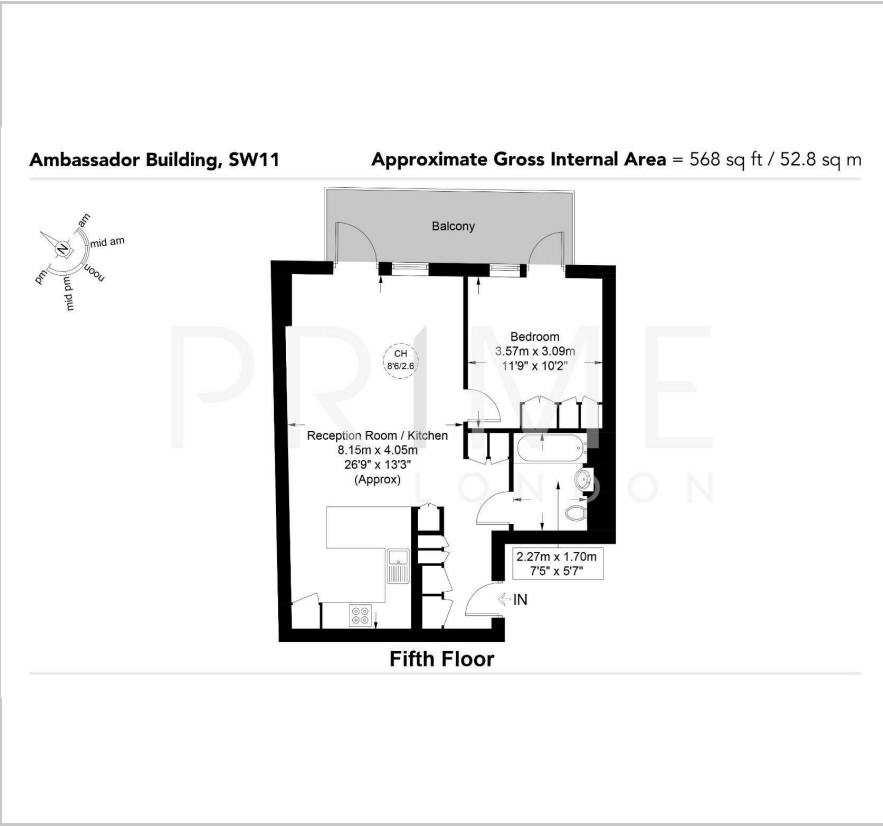 Ambassador Building, SW11
Approximate Gross Internal Area = 568 sq ft / 52.8 sq m
N
am
mid am
noon
mid pm
pm
Balcony
CH
8'6/2.6
Bedroom
3.57m x 3.09m
11'9" x 10'2"
PRIME
LONDON
Reception Room / Kitchen
8.15m x 4.05m
26'9" x 13'3"
(Approx)
2.27m x 1.70m
7'5" x 5'7"
IN
Fifth Floor